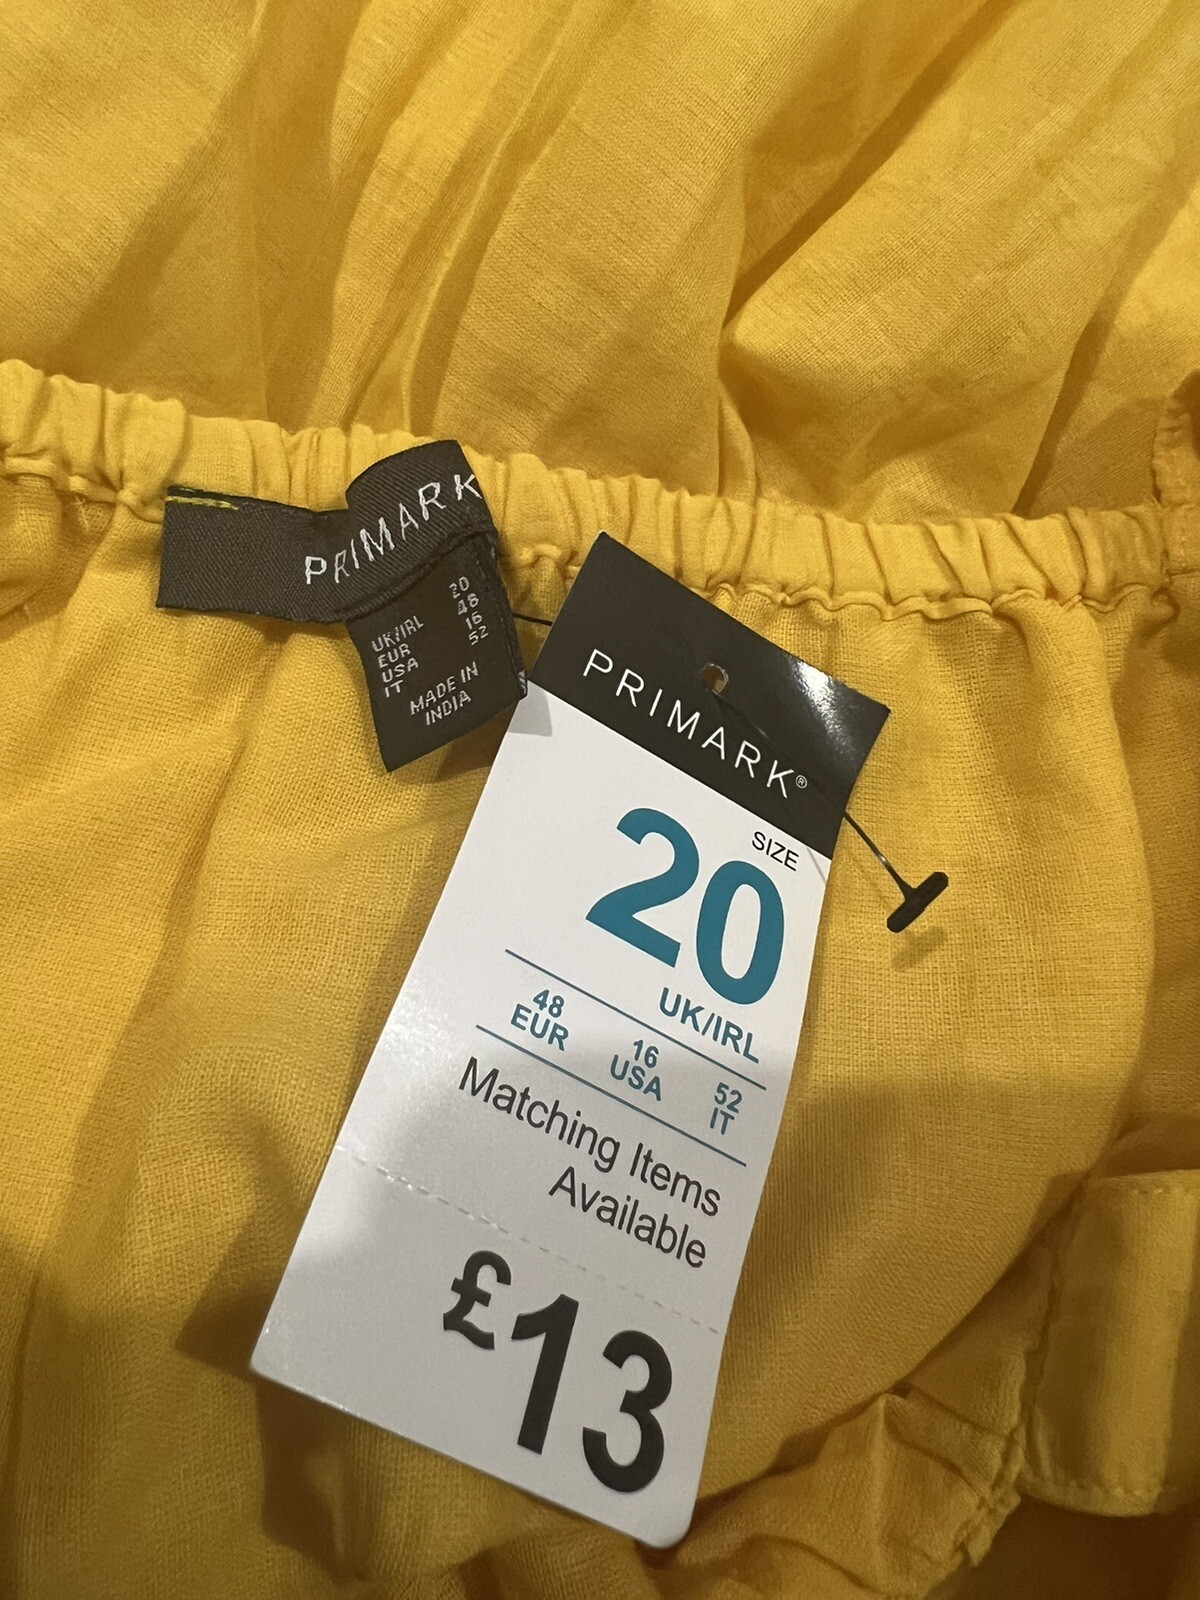 PRIMARK
UK/IRL 20
EUR 48
USA 16
IT 52
MADE IN
INDIA
PRIMARK®
SIZE
20
UK/IRL
48 16 52
EUR USA IT
Matching Items
Available
£13